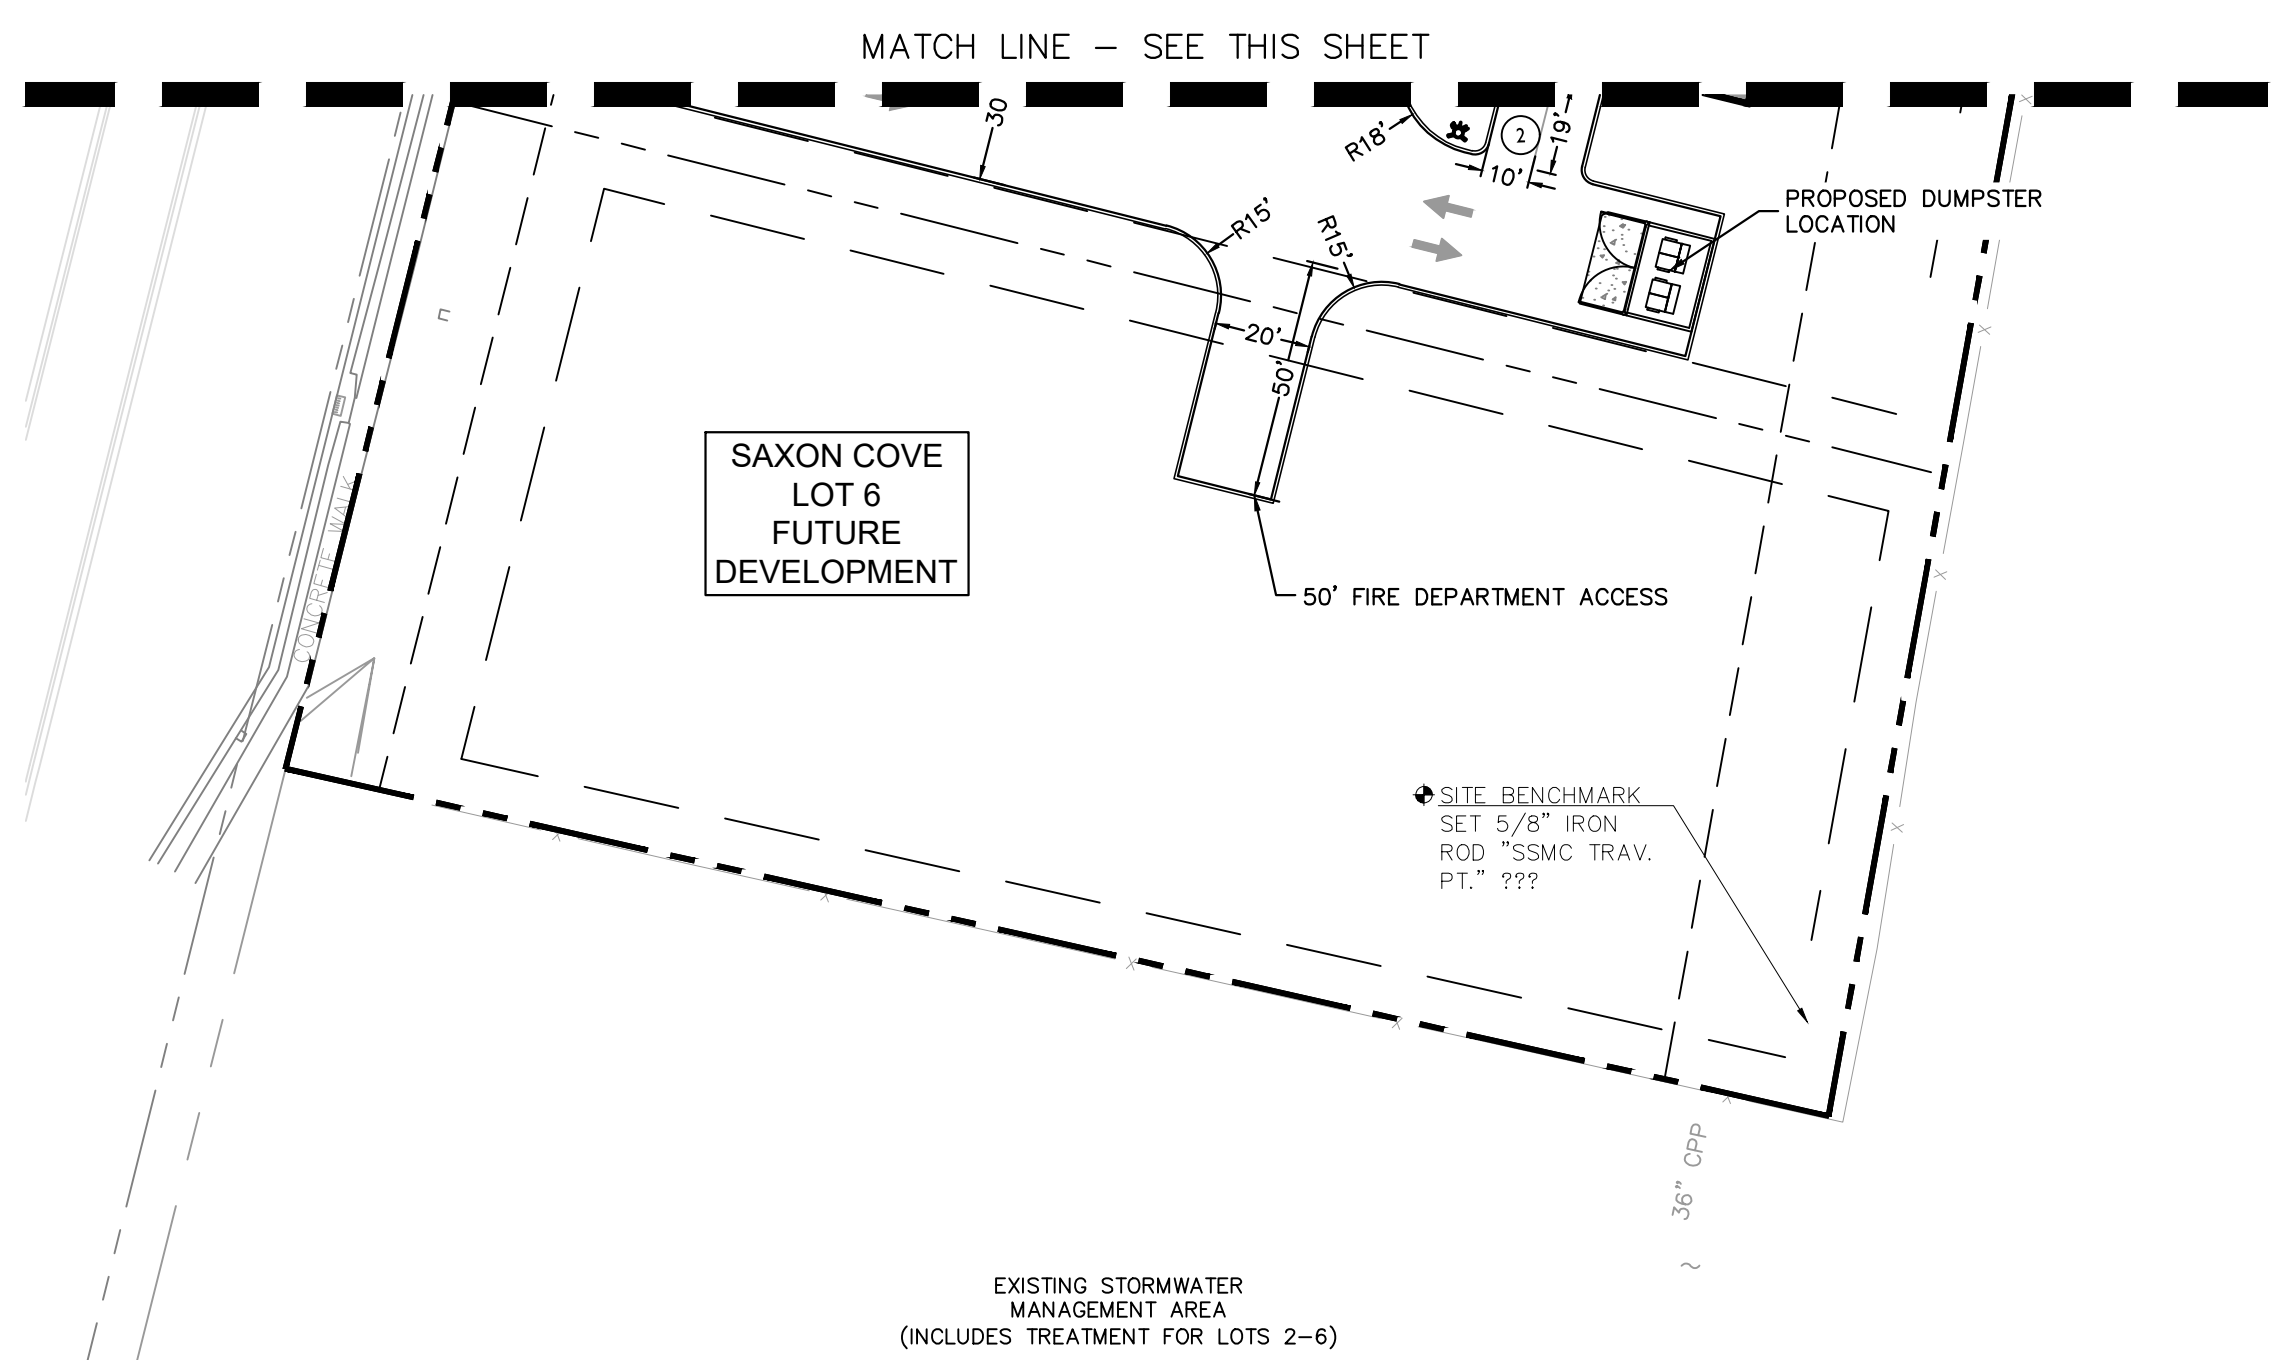 MATCH LINE – SEE THIS SHEET
30
R18'
2
19'
10'
PROPOSED DUMPSTER
LOCATION
R15'
R15'
20'
50'
SAXON COVE
LOT 6
FUTURE
DEVELOPMENT
CONCRETE WALK
50' FIRE DEPARTMENT ACCESS
SITE BENCHMARK
SET 5/8" IRON
ROD "SSMC TRAV.
PT." ???
36" CPP
~
EXISTING STORMWATER
MANAGEMENT AREA
(INCLUDES TREATMENT FOR LOTS 2–6)